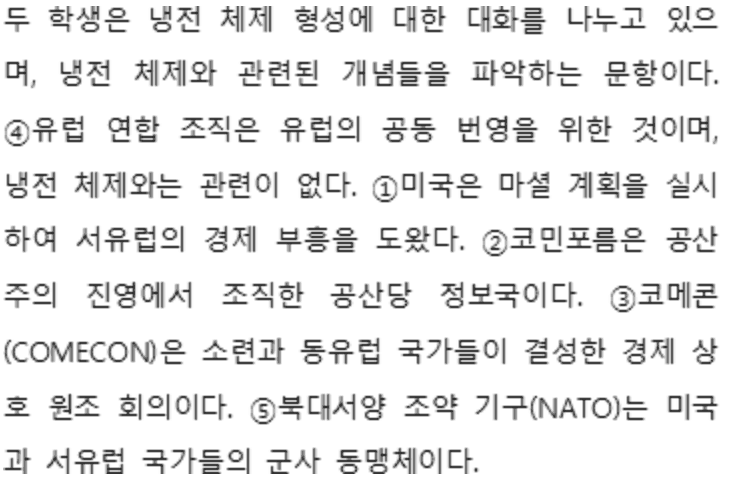 두 학생은 냉전 체제 형성에 대한 대화를 나누고 있으
며, 냉전 체제와 관련된 개념들을 파악하는 문항이다.
④유럽 연합 조직은 유럽의 공동 번영을 위한 것이며,
냉전 체제와는 관련이 없다. ①미국은 마셜 계획을 실시
하여 서유럽의 경제 부흥을 도왔다. ②코민포름은 공산
주의 진영에서 조직한 공산당 정보국이다. ③코메콘
(COMECON)은 소련과 동유럽 국가들이 결성한 경제 상
호 원조 회의이다. ⑤북대서양 조약 기구(NATO)는 미국
과 서유럽 국가들의 군사 동맹체이다.